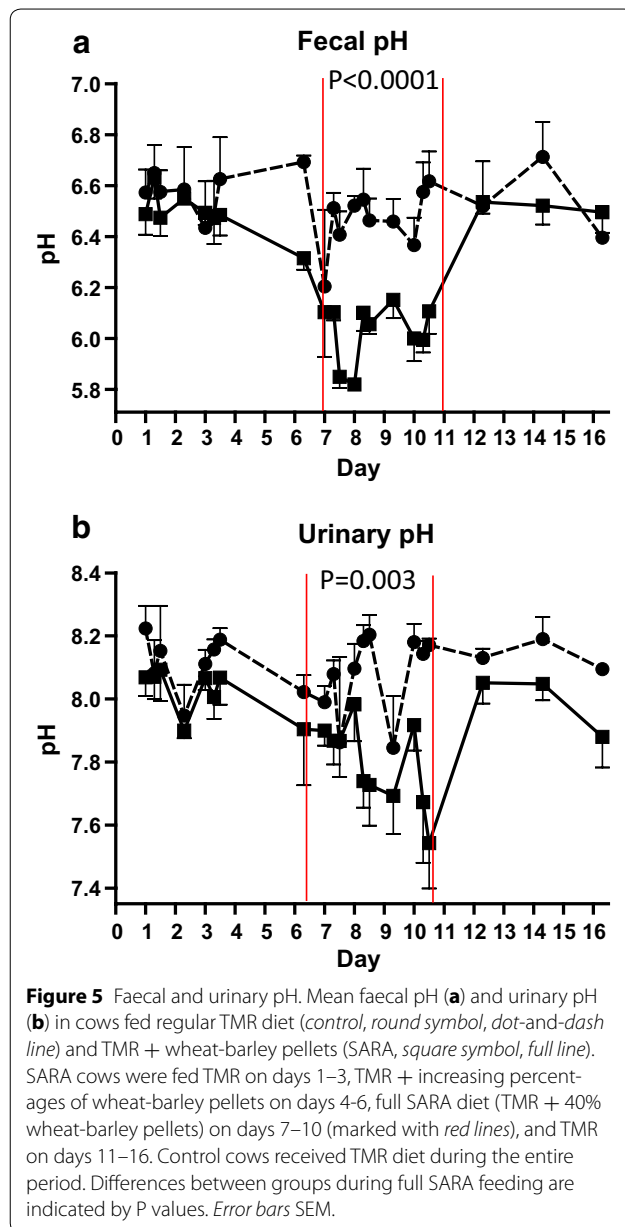 a
Fecal pH
P<0.0001
7.0
6.8
6.6
6.4
6.2
6.0
5.8
pH
0 1 2 3 4 5 6 7 8 9 10 11 12 13 14 15 16
Day
b
Urinary pH
P=0.003
8.4
8.2
8.0
7.8
7.6
7.4
pH
0 1 2 3 4 5 6 7 8 9 10 11 12 13 14 15 16
Day
Figure 5 Faecal and urinary pH. Mean faecal pH (a) and urinary pH
(b) in cows fed regular TMR diet (control, round symbol, dot-and-dash
line) and TMR + wheat-barley pellets (SARA, square symbol, full line).
SARA cows were fed TMR on days 1–3, TMR + increasing percent-
ages of wheat-barley pellets on days 4-6, full SARA diet (TMR + 40%
wheat-barley pellets) on days 7–10 (marked with red lines), and TMR
on days 11–16. Control cows received TMR diet during the entire
period. Differences between groups during full SARA feeding are
indicated by P values. Error bars SEM.